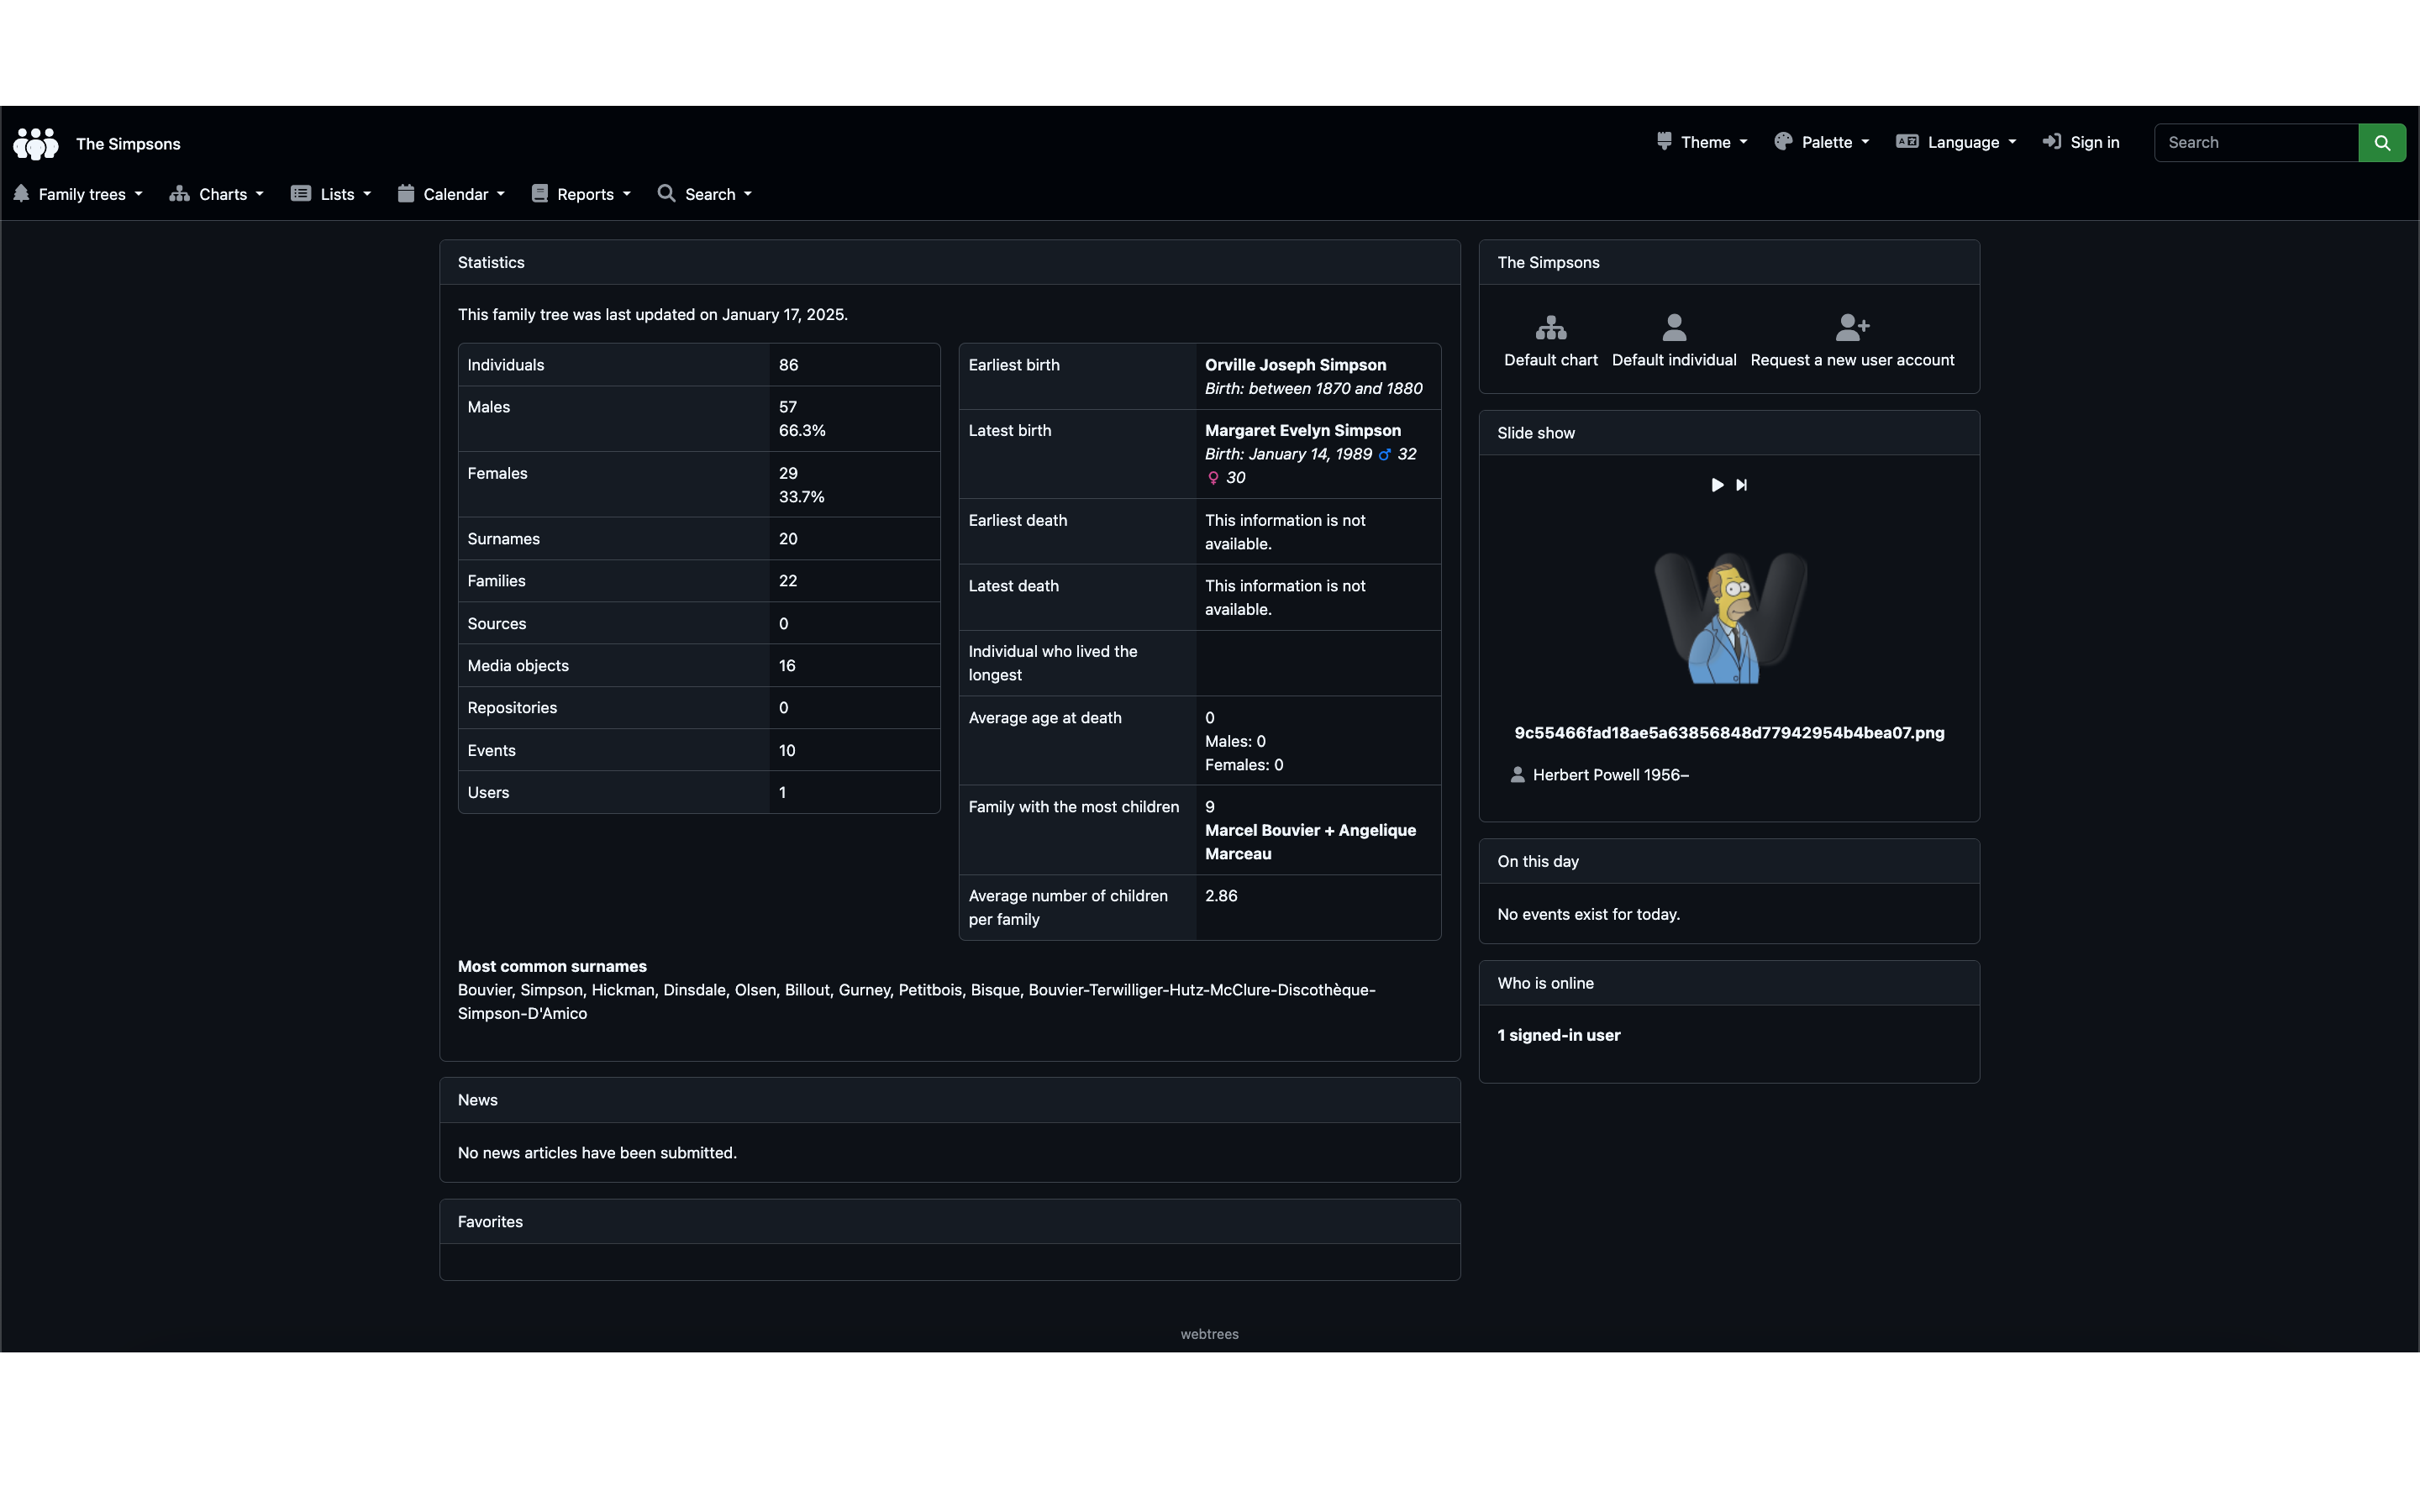 The Simpsons
Theme
Palette
Language
Sign in
Search
Family trees
Charts
Lists
Calendar
Reports
Search
Statistics
This family tree was last updated on January 17, 2025.
Individuals 86
Males 57
66.3%
Females 29
33.7%
Surnames 20
Families 22
Sources 0
Media objects 16
Repositories 0
Events 10
Users 1
Earliest birth Orville Joseph Simpson
Birth: between 1870 and 1880
Latest birth Margaret Evelyn Simpson
Birth: January 14, 1989 ♂ 32
♀ 30
Earliest death This information is not
available.
Latest death This information is not
available.
Individual who lived the
longest
Average age at death 0
Males: 0
Females: 0
Family with the most children 9
Marcel Bouvier + Angelique
Marceau
Average number of children 2.86
per family
Most common surnames
Bouvier, Simpson, Hickman, Dinsdale, Olsen, Billout, Gurney, Petitbois, Bisque, Bouvier-Terwilliger-Hutz-McClure-Discothèque-
Simpson-D'Amico
News
No news articles have been submitted.
Favorites
The Simpsons
Default chart
Default individual
Request a new user account
Slide show
W
9c55466fad18ae5a63856848d77942954b4bea07.png
Herbert Powell 1956–
On this day
No events exist for today.
Who is online
1 signed-in user
webtrees